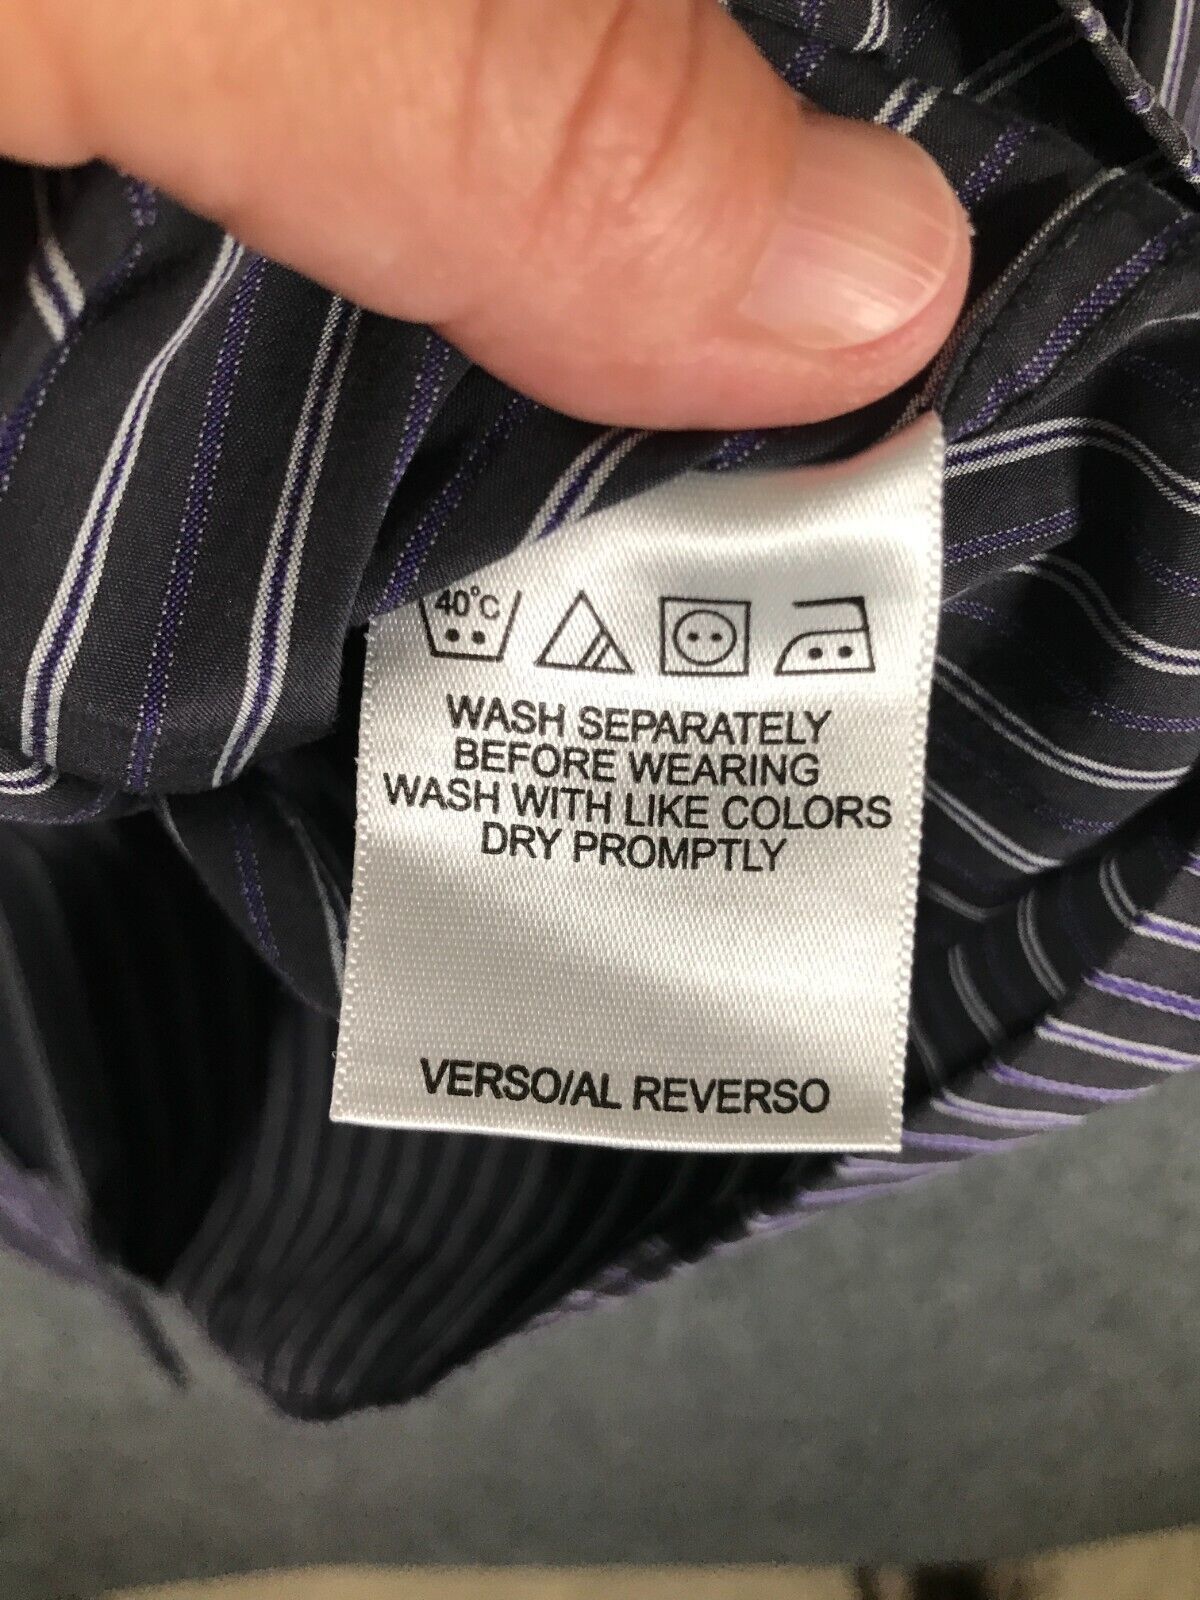 40°C
WASH SEPARATELY
BEFORE WEARING
WASH WITH LIKE COLORS
DRY PROMPTLY
VERSO/AL REVERSO